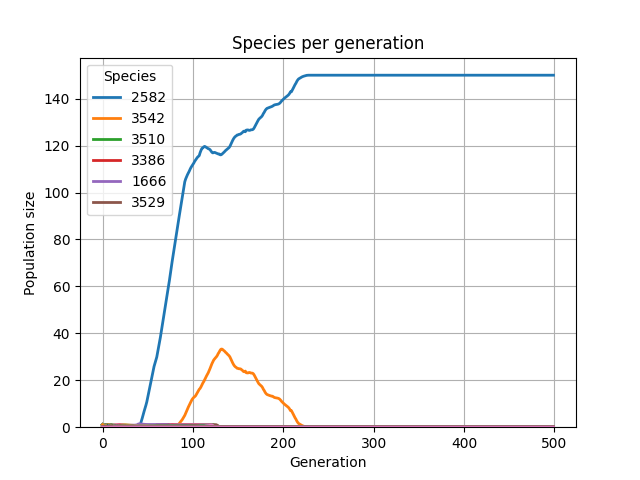 Species per generation
Species
2582
3542
3510
3386
1666
3529
Population size
140
120
100
80
60
40
20
0
0 100 200 300 400 500
Generation